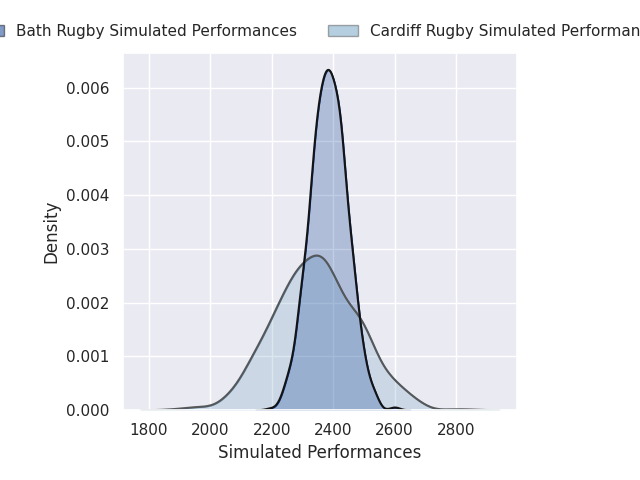 Bath Rugby Simulated Performances
Cardiff Rugby Simulated
0.006
0.005
0.004
0.003
0.002
0.001
0.000
Density
1800 2000 2200 2400 2600 2800
Simulated Performances